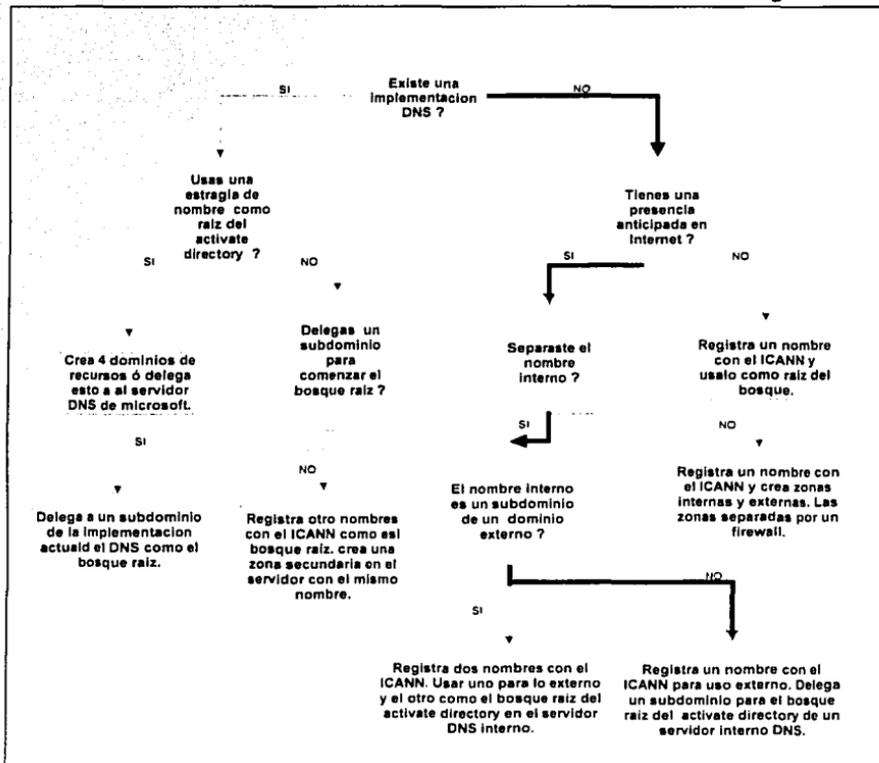 Existe una
implementacion
DNS ?
SI
NO
Usas una
estragia de
nombre como
raiz del
activate
directory ?
Tienes una
presencia
anticipada en
Internet ?
SI
NO
SI
NO
Crea 4 dominios de
recursos ó delega
esto a al servidor
DNS de microsoft.
Delegas un
subdominio
para
comenzar el
bosque raiz ?
Separaste el
nombre
interno ?
Registra un nombre
con el ICANN y
usalo como raiz del
bosque.
SI
NO
SI
NO
Delega a un subdominio
de la implementacion
actuald el DNS como el
bosque raiz.
Registra otro nombres
con el ICANN como esl
bosque raiz. crea una
zona secundaria en el
servidor con el mismo
nombre.
El nombre interno
es un subdominio
de un dominio
externo ?
Registra un nombre con
el ICANN y crea zonas
internas y externas. Las
zonas separadas por un
firewall.
SI
NO
Registra dos nombres con el
ICANN. Usar uno para lo externo
y el otro como el bosque raiz del
activate directory en el servidor
DNS interno.
Registra un nombre con el
ICANN para uso externo. Delega
un subdominio para el bosque
raiz del activate directory de un
servidor interno DNS.